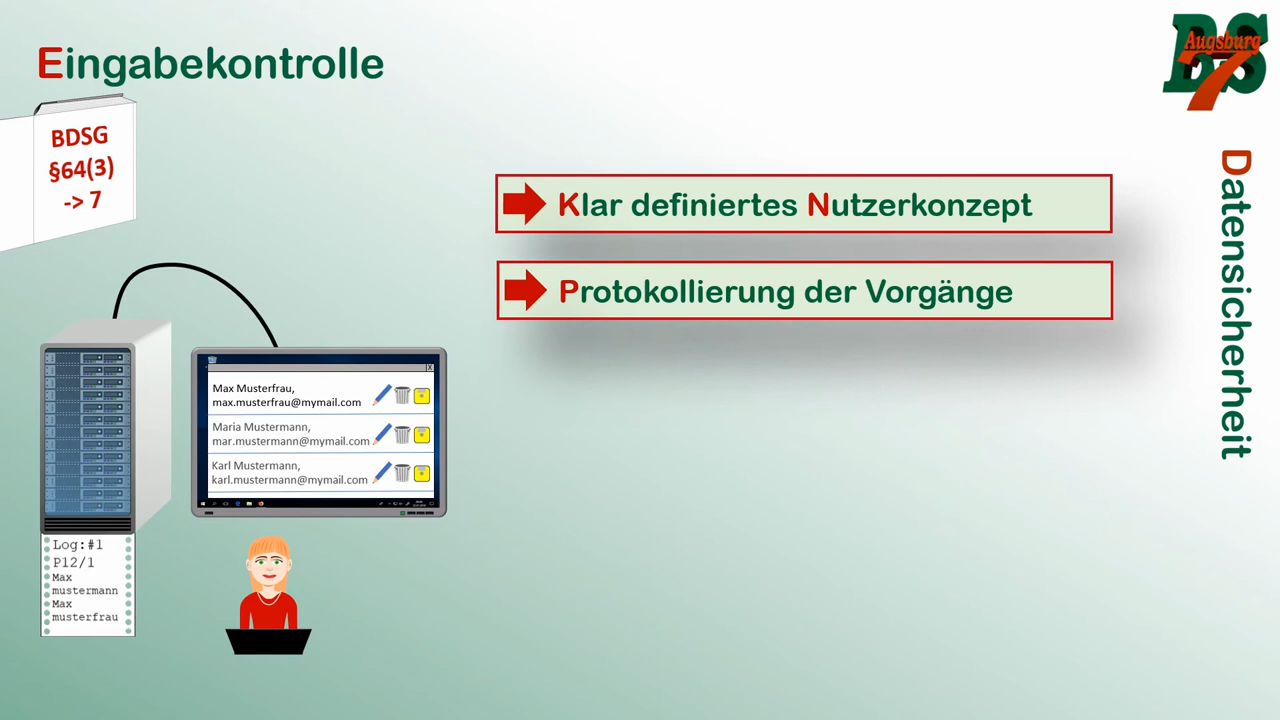 Eingabekontrolle
BDSG
§64(3)
-> 7
Augsburg
BS
7
Datensicherheit
Klar definiertes Nutzerkonzept
Protokollierung der Vorgänge
X
Max Musterfrau,
max.musterfrau@mymail.com
Maria Mustermann,
mar.mustermann@mymail.com
Karl Mustermann,
karl.mustermann@mymail.com
Log:#1
P12/1
Max
mustermann
Max
musterfrau